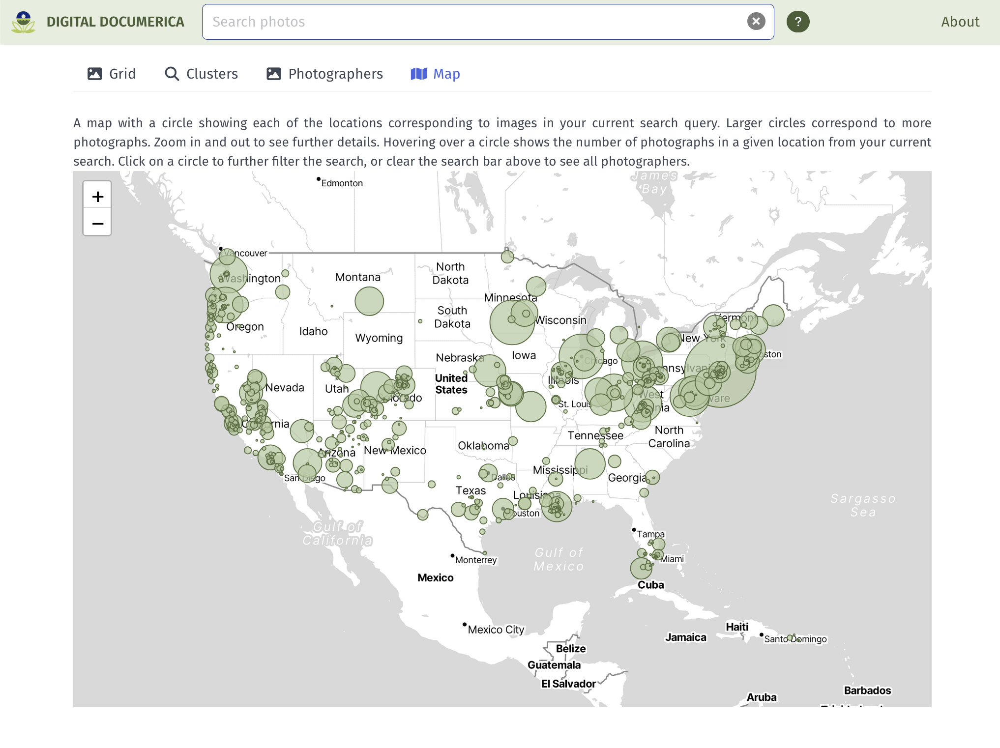 DIGITAL DOCUMERICA
Search photos
?
About
Grid
Clusters
Photographers
Map
A map with a circle showing each of the locations corresponding to images in your current search query. Larger circles correspond to more
photographs. Zoom in and out to see further details. Hovering over a circle shows the number of photographs in a given location from your current
search. Click on a circle to further filter the search, or clear the search bar above to see all photographers.
+
−
James
Bay
Edmonton
Vancouver
Washington
Montana
North
Dakota
Minnesota
South
Dakota
Wisconsin
Vermont
Oregon
Idaho
Wyoming
New York
Nebraska
Iowa
Chicago
United
States
Nevada
Utah
Colorado
Illinois
St. Louis
West
Virginia
California
Arizona
New Mexico
Oklahoma
Tennessee
North
Carolina
San Diego
Dallas
Mississippi
Georgia
Texas
Louisiana
Houston
Sargasso
Sea
Gulf of
California
Tampa
Gulf of
Mexico
Miami
Monterrey
Mexico
Cuba
Mexico City
Haiti
Jamaica
Santo Domingo
Belize
Guatemala
El Salvador
Barbados
Aruba